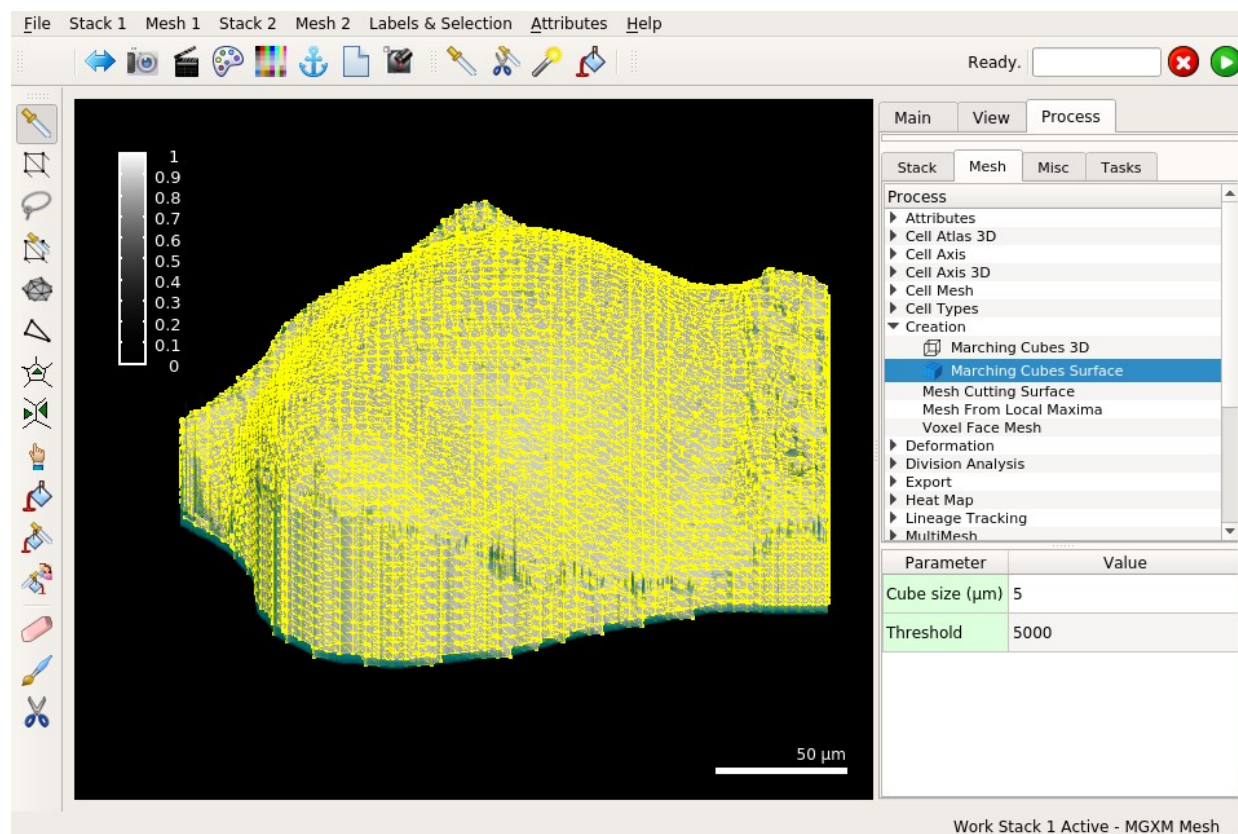 File Stack 1 Mesh 1 Stack 2 Mesh 2 Labels & Selection Attributes Help
Ready.
Main View Process
Stack Mesh Misc Tasks
Process
Attributes
Cell Atlas 3D
Cell Axis
Cell Axis 3D
Cell Mesh
Cell Types
Creation
Marching Cubes 3D
Marching Cubes Surface
Mesh Cutting Surface
Mesh From Local Maxima
Voxel Face Mesh
Deformation
Division Analysis
Export
Heat Map
Lineage Tracking
MultiMesh
Parameter Value
Cube size (µm) 5
Threshold 5000
1
0.9
0.8
0.7
0.6
0.5
0.4
0.3
0.2
0.1
0
50 µm
Work Stack 1 Active - MGXM Mesh